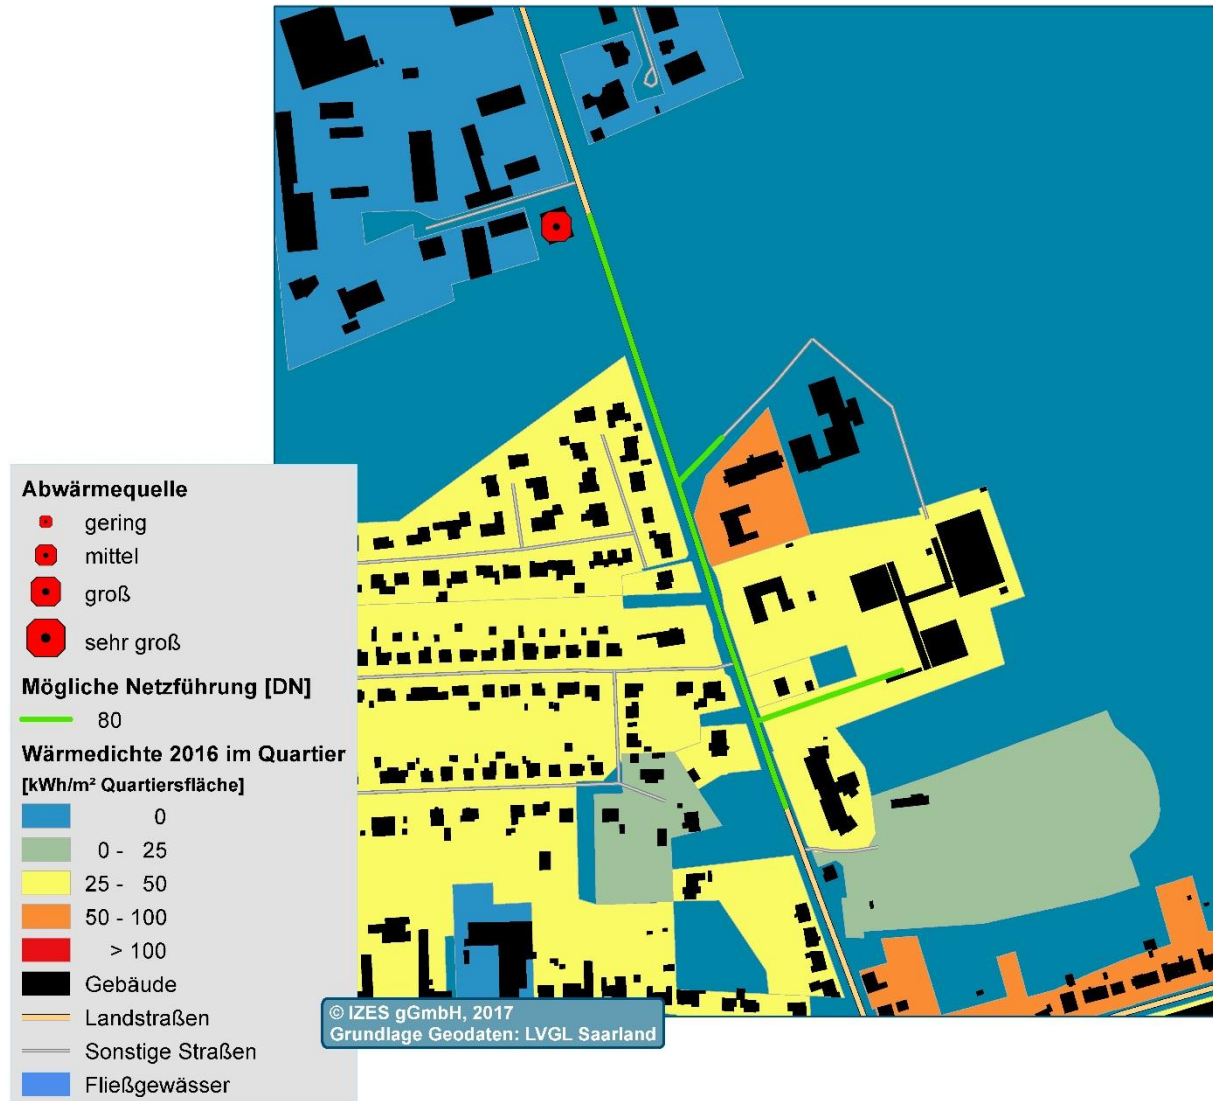 Abwärmequelle
gering
mittel
groß
sehr groß
Mögliche Netzführung [DN]
80
Wärmedichte 2016 im Quartier
[kWh/m² Quartiersfläche]
0
0 - 25
25 - 50
50 - 100
> 100
Gebäude
Landstraßen
Sonstige Straßen
Fließgewässer
© IZES gGmbH, 2017
Grundlage Geodaten: LVGL Saarland